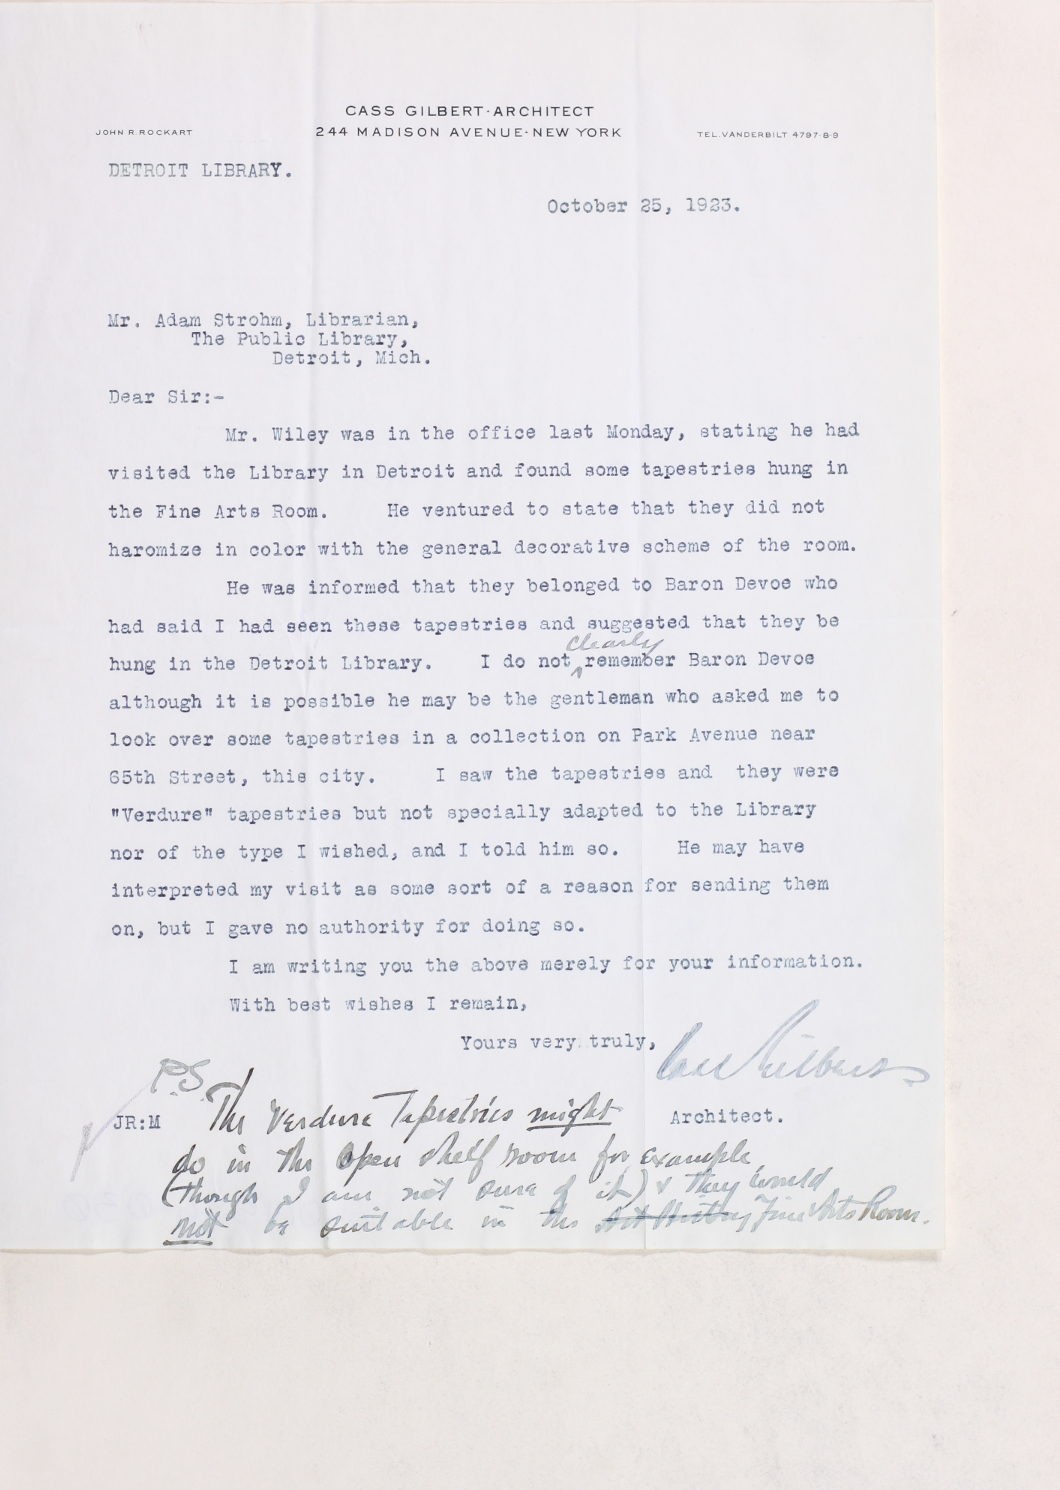 CASS GILBERT·ARCHITECT
JOHN R. ROCKART 244 MADISON AVENUE·NEW YORK TEL. VANDERBILT 4797-8-9
DETROIT LIBRARY.
October 25, 1923.
Mr. Adam Strohm, Librarian,
The Public Library,
Detroit, Mich.
Dear Sir:-
Mr. Wiley was in the office last Monday, stating he had
visited the Library in Detroit and found some tapestries hung in
the Fine Arts Room. He ventured to state that they did not
haromize in color with the general decorative scheme of the room.
He was informed that they belonged to Baron Devoe who
had said I had seen these tapestries and suggested that they be
clearly
hung in the Detroit Library. I do not remember Baron Devoe
although it is possible he may be the gentleman who asked me to
look over some tapestries in a collection on Park Avenue near
65th Street, this city. I saw the tapestries and they were
"Verdure" tapestries but not specially adapted to the Library
nor of the type I wished, and I told him so. He may have
interpreted my visit as some sort of a reason for sending them
on, but I gave no authority for doing so.
I am writing you the above merely for your information.
With best wishes I remain,
Yours very truly,
Cass Gilbert
Architect.
JR:M
P.S. The Verdure Tapestries might
do in the Open shelf room for example
(though I am not sure of it) & they would
not be suitable in the Art History Fine Arts Room.